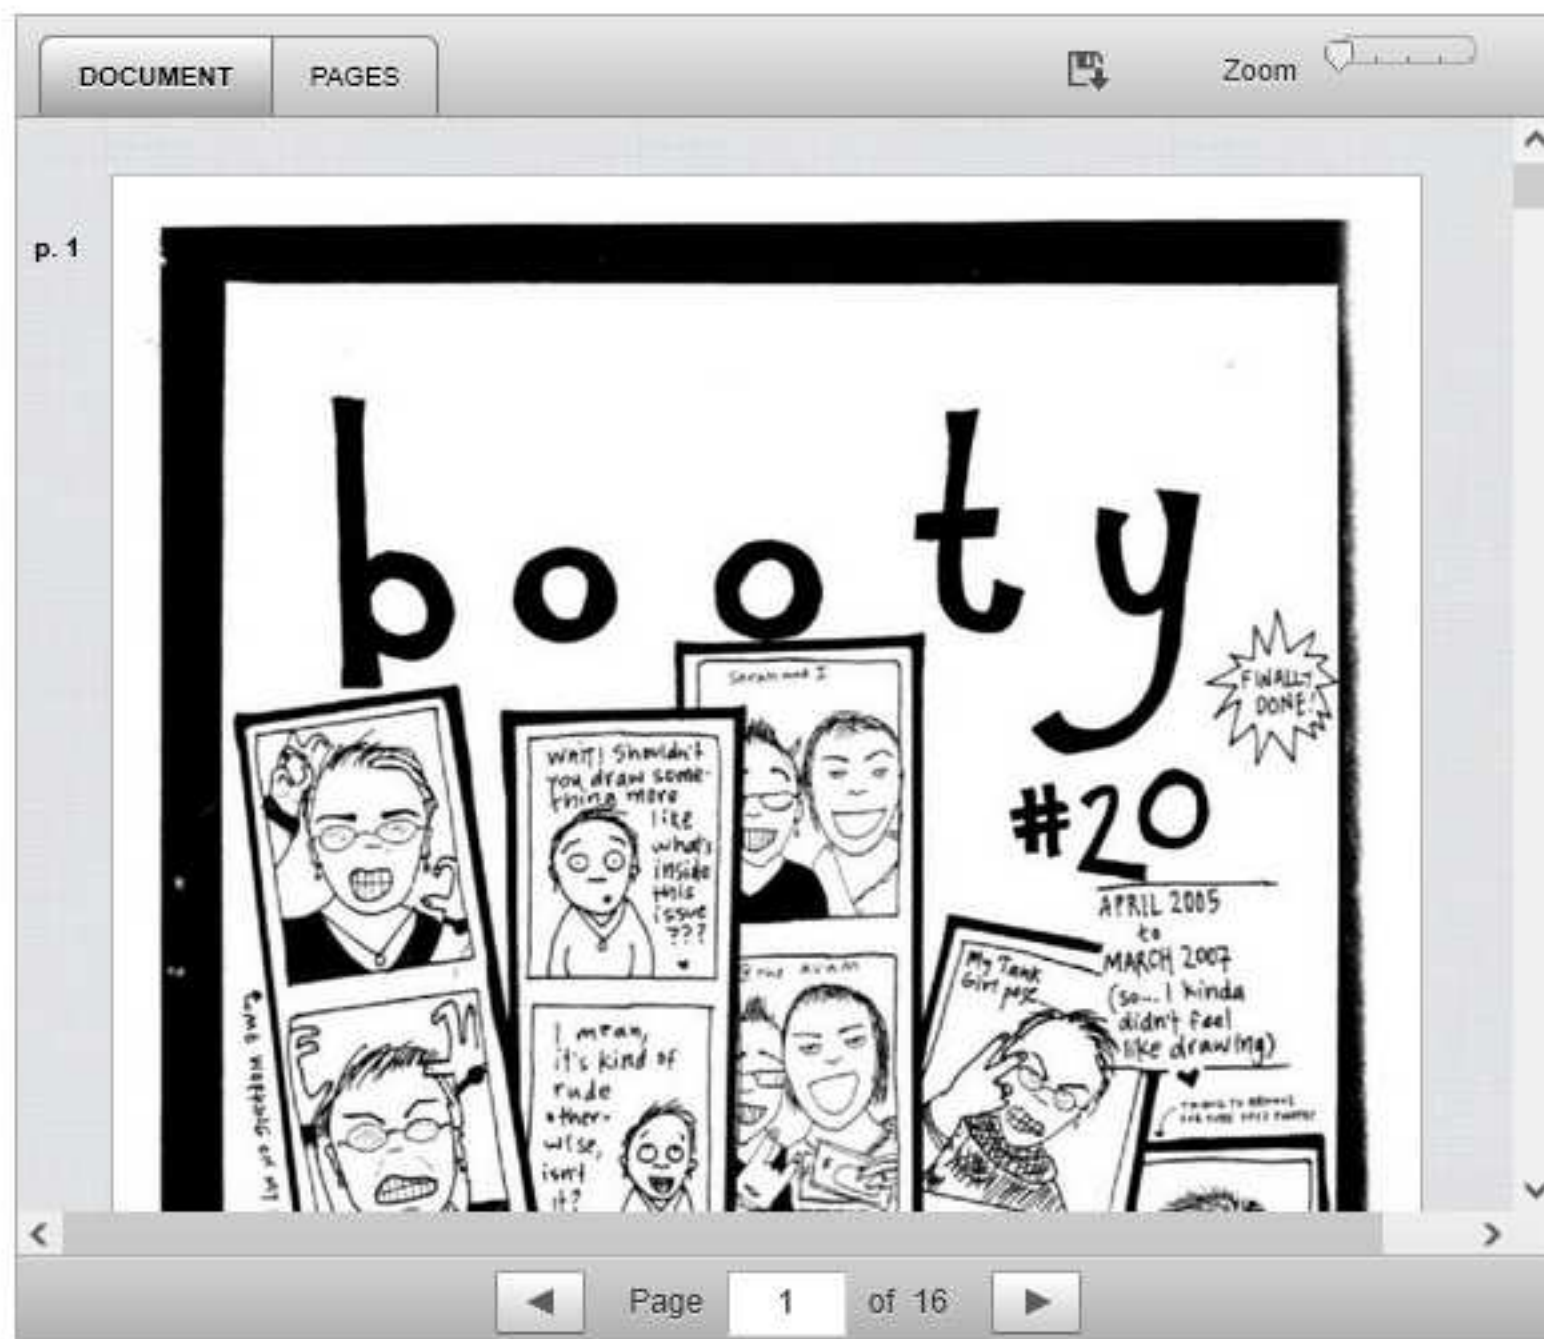 DOCUMENT
PAGES
Zoom
p. 1
booty
FINALLY
DONE!
#20
APRIL 2005
to
MARCH 2007
(so... I kinda
didn't feel
like drawing)
Sarah and I
WAIT! Shouldn't
you draw some-
thing more
like
what's
inside
this
issue
???
I mean,
it's kind of
rude
other-
wise,
isn't
it?
My Tank
Girl page
Page 1 of 16